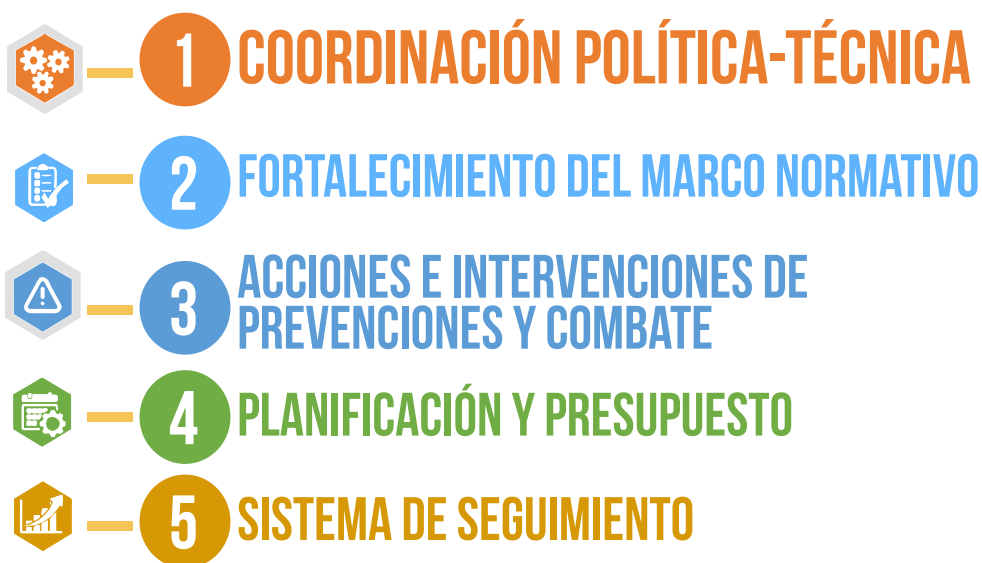 1 COORDINACIÓN POLÍTICA-TÉCNICA
2 FORTALECIMIENTO DEL MARCO NORMATIVO
3 ACCIONES E INTERVENCIONES DE
PREVENCIONES Y COMBATE
4 PLANIFICACIÓN Y PRESUPUESTO
5 SISTEMA DE SEGUIMIENTO